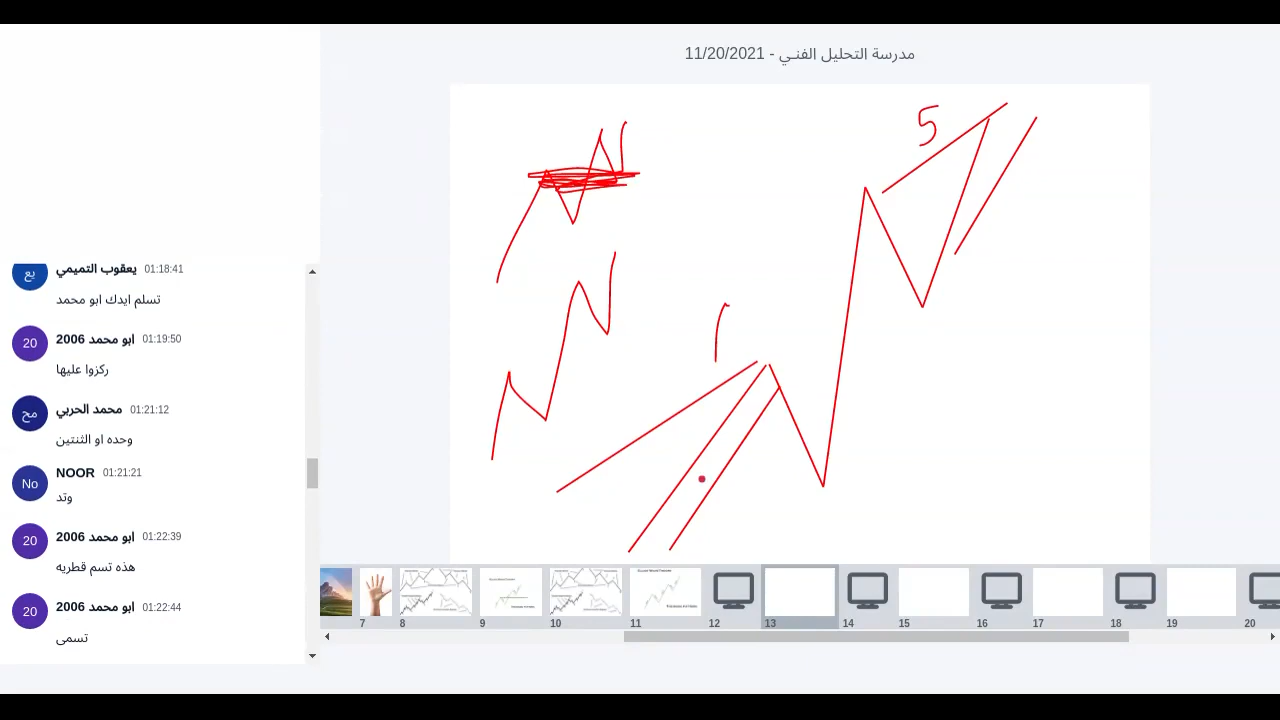 مدرسة التحليل الفنـي - 11/20/2021
5
يع
يعقوب التميمي 01:18:41
تسلم ايدك ابو محمد
20
ابو محمد 2006 01:19:50
ركزوا عليها
مح
محمد الحربي 01:21:12
وحده او الثنتين
No
NOOR 01:21:21
وتد
20
ابو محمد 2006 01:22:39
هذه تسم قطريه
20
ابو محمد 2006 01:22:44
تسمى
7 8 9 10 11 12 13 14 15 16 17 18 19 20